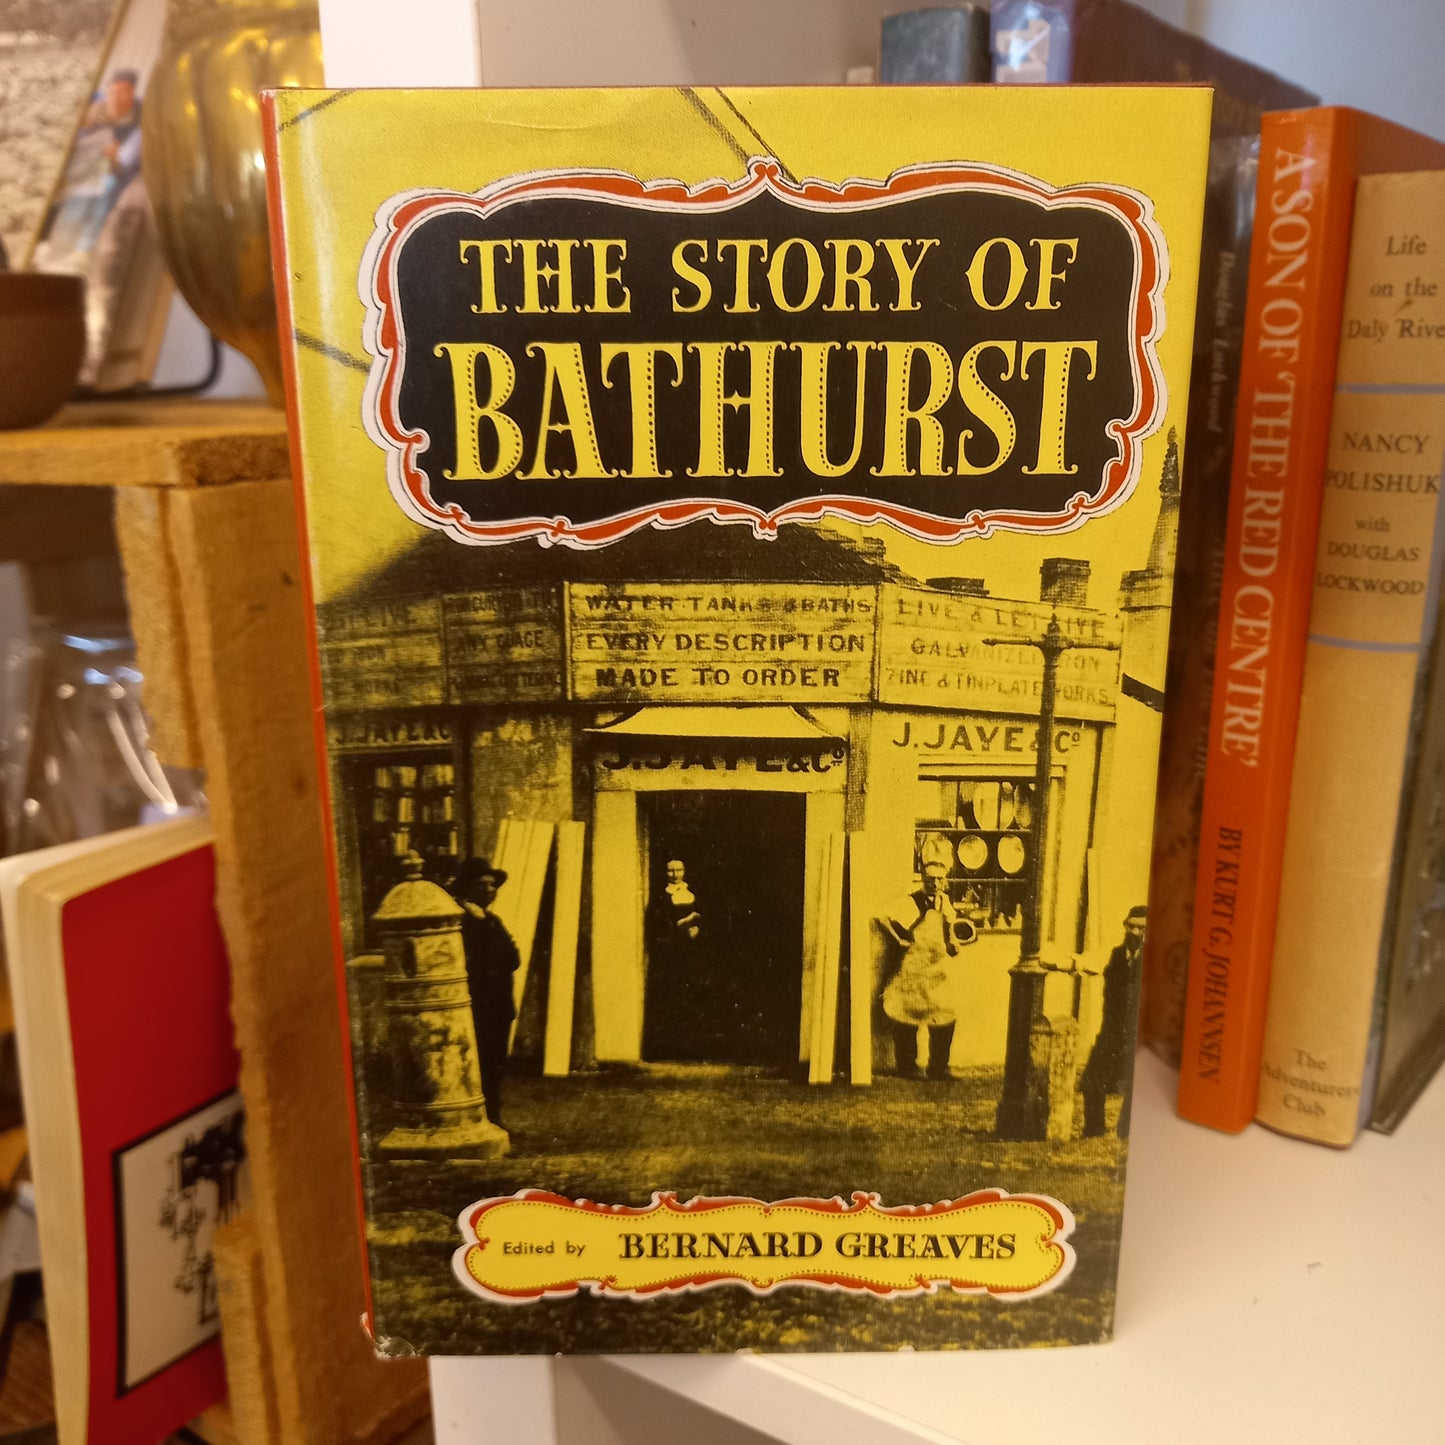 THE STORY OF
BATHURST
WATER TANKS & BATHS
EVERY DESCRIPTION
MADE TO ORDER
LIVE & LET LIVE
GALVANIZED IRON
ZINC & TINPLATE WORKS
J. JAYE & Co
J. JAYE & Co
J. JAYE & Co
Edited by BERNARD GREAVES
Douglas Lockwood
A SON OF 'THE RED CENTRE'
BY KURT G. JOHANNSEN
Life
on the
Daly Rive
NANCY
POLISHUK
with
DOUGLAS
LOCKWOOD
The
Adventurers
Club